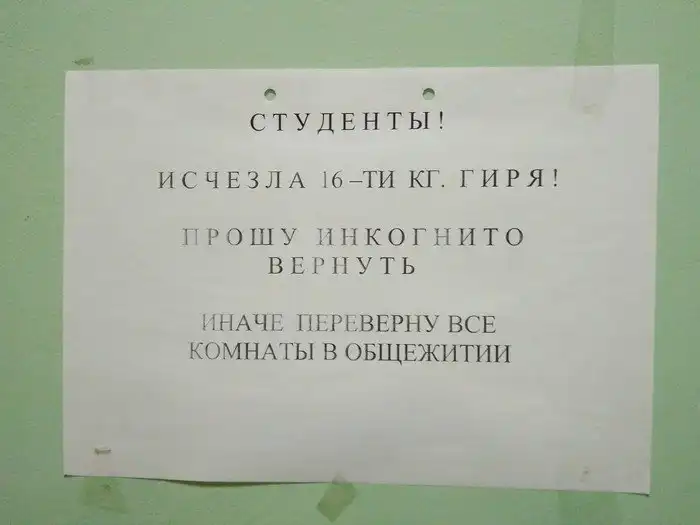 СТУДЕНТЫ!
ИСЧЕЗЛА 16–ТИ КГ. ГИРЯ!
ПРОШУ ИНКОГНИТО
ВЕРНУТЬ
ИНАЧЕ ПЕРЕВЕРНУ ВСЕ
КОМНАТЫ В ОБЩЕЖИТИИ